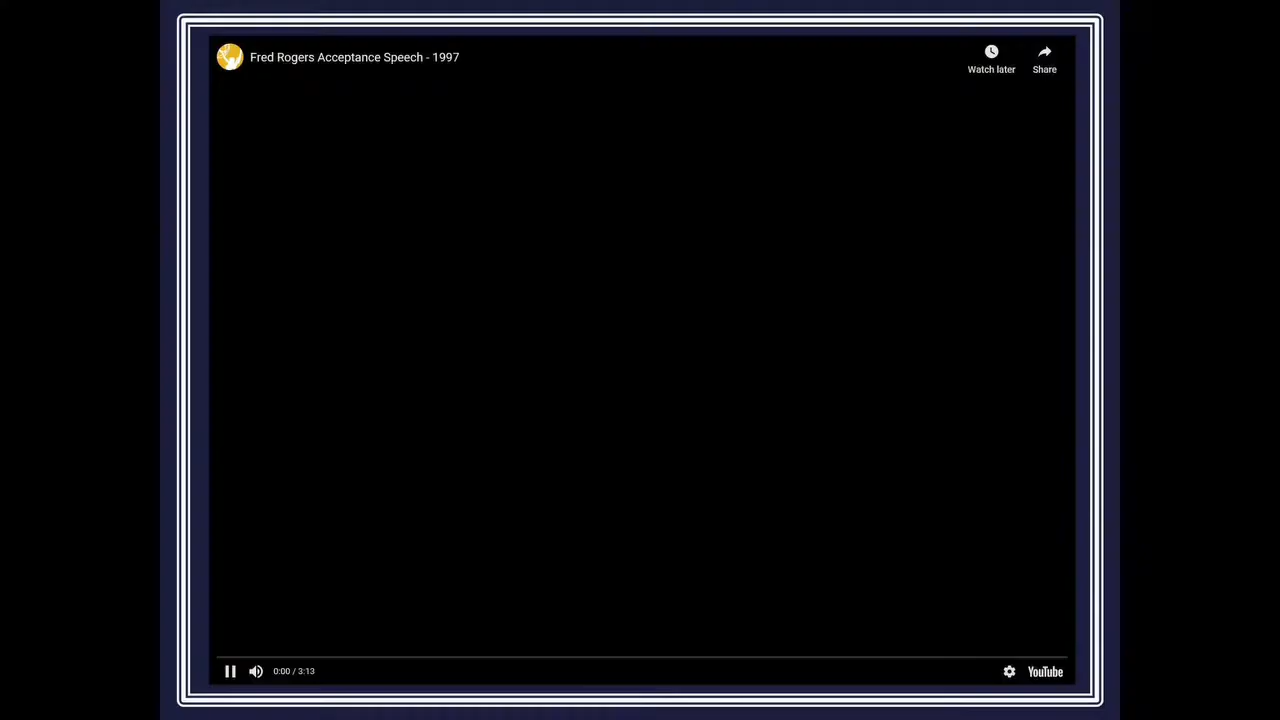 Fred Rogers Acceptance Speech - 1997
Watch later
Share
0:00 / 3:13
YouTube